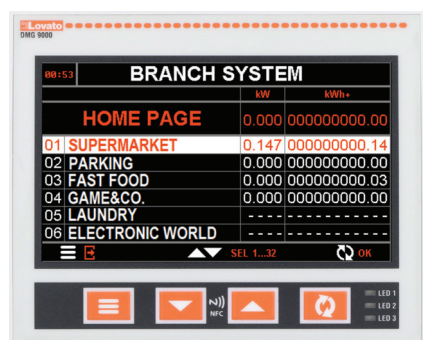 Lovato
DMG 9000
00:53 BRANCH SYSTEM
kW kWh+
HOME PAGE 0.000 000000000.00
01 SUPERMARKET 0.147 000000000.14
02 PARKING 0.000 000000000.00
03 FAST FOOD 0.000 000000000.03
04 GAME&CO. 0.000 000000000.00
05 LAUNDRY ---- ------------
06 ELECTRONIC WORLD ---- ------------
SEL 1...32 OK
NFC
LED 1
LED 2
LED 3